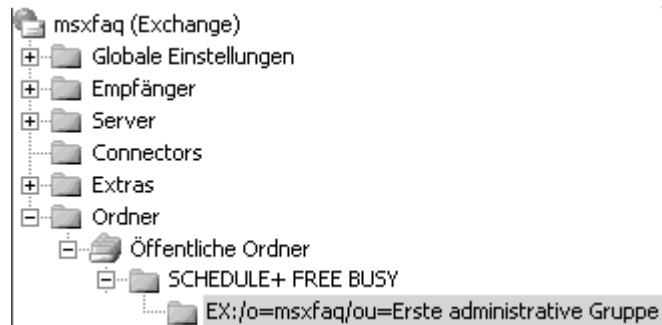 msxfaq (Exchange)
Globale Einstellungen
Empfänger
Server
Connectors
Extras
Ordner
Öffentliche Ordner
SCHEDULE+ FREE BUSY
EX:/o=msxfaq/ou=Erste administrative Gruppe